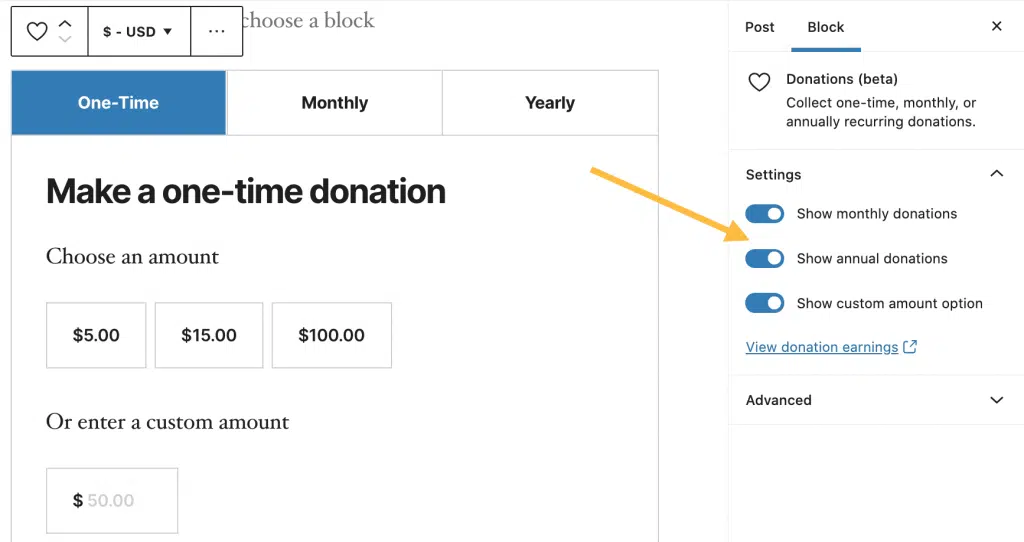 $ - USD
choose a block
One-Time
Monthly
Yearly
Make a one-time donation
Choose an amount
$5.00
$15.00
$100.00
Or enter a custom amount
$ 50.00
Post
Block
Donations (beta)
Collect one-time, monthly, or
annually recurring donations.
Settings
Show monthly donations
Show annual donations
Show custom amount option
View donation earnings
Advanced